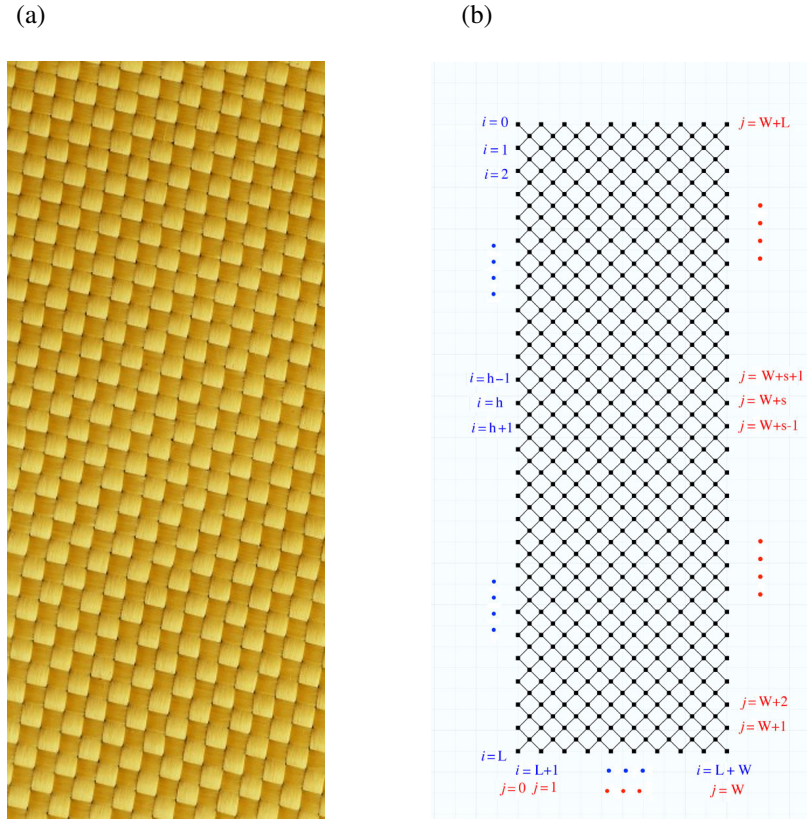 (a)
(b)
i = 0
j = W+L
i = 1
i = 2
i = h−1
j = W+s+1
i = h
j = W+s
i = h+1
j = W+s-1
j = W+2
j = W+1
i = L
i = L+1
i = L + W
j=0 j=1
j = W